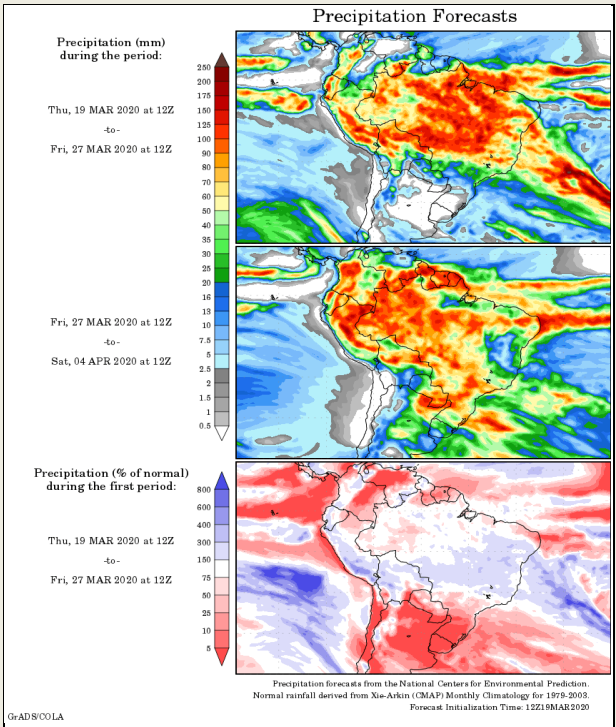 Precipitation Forecasts
Precipitation (mm)
during the period:
Thu, 19 MAR 2020 at 12Z
-to-
Fri, 27 MAR 2020 at 12Z
250
200
175
150
125
100
90
80
70
60
50
40
35
30
25
20
16
13
10
7.5
5
2.5
2
1.5
1
0.5
Fri, 27 MAR 2020 at 12Z
-to-
Sat, 04 APR 2020 at 12Z
Precipitation (% of normal)
during the first period:
Thu, 19 MAR 2020 at 12Z
-to-
Fri, 27 MAR 2020 at 12Z
800
600
400
300
150
75
50
25
10
5
Precipitation forecasts from the National Centers for Environmental Prediction.
Normal rainfall derived from Xie-Arkin (CMAP) Monthly Climatology for 1979-2003.
Forecast Initialization Time: 12Z19MAR2020
GrADS/COLA